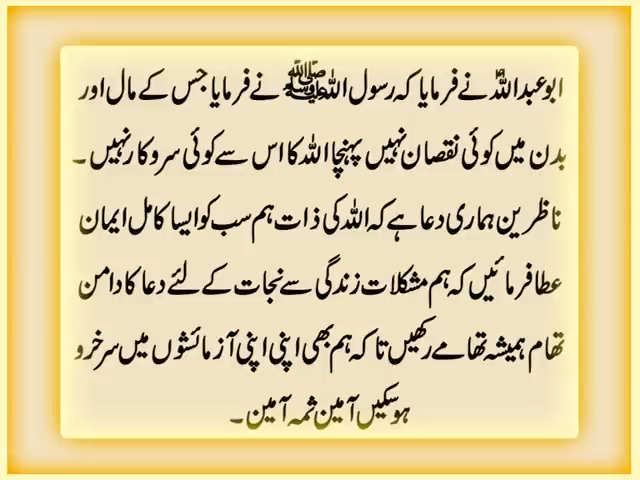 ابو عبداللہؑ نے فرمایا کہ رسول اللہﷺ نے فرمایا جس کے مال اور
بدن میں کوئی نقصان نہیں پہنچا اللہ کا اس سے کوئی سروکار نہیں ۔
ناظرین ہماری دعا ہے کہ اللہ کی ذات ہم سب کو ایسا کامل ایمان
عطا فرمائیں کہ ہم مشکلات زندگی سے نجات کے لئے دعا کا دامن
تھام ہمیشہ تھامے رکھیں تا کہ ہم بھی اپنی اپنی آزمائشوں میں سرخرو
ہو سکیں آمین ثمہ آمین ۔